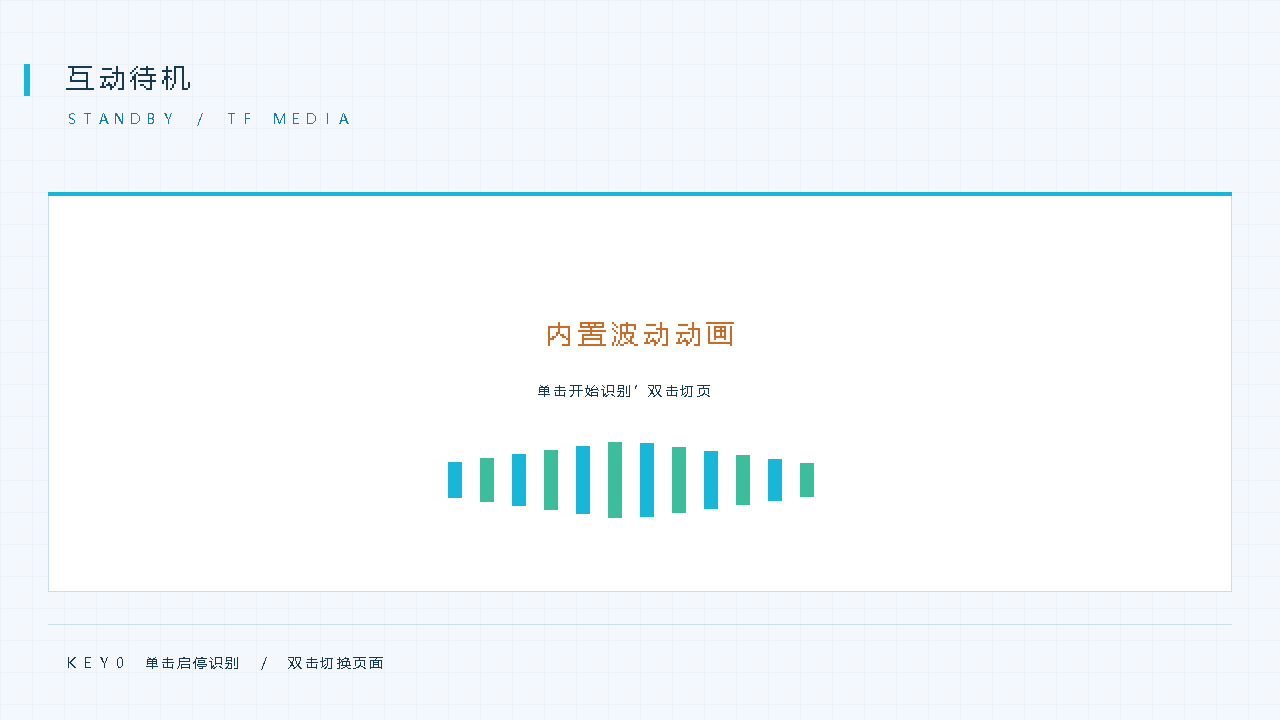 互动待机
STANDBY / TF MEDIA
内置波动动画
单击开始识别’双击切页
KEY0 单击启停识别 / 双击切换页面